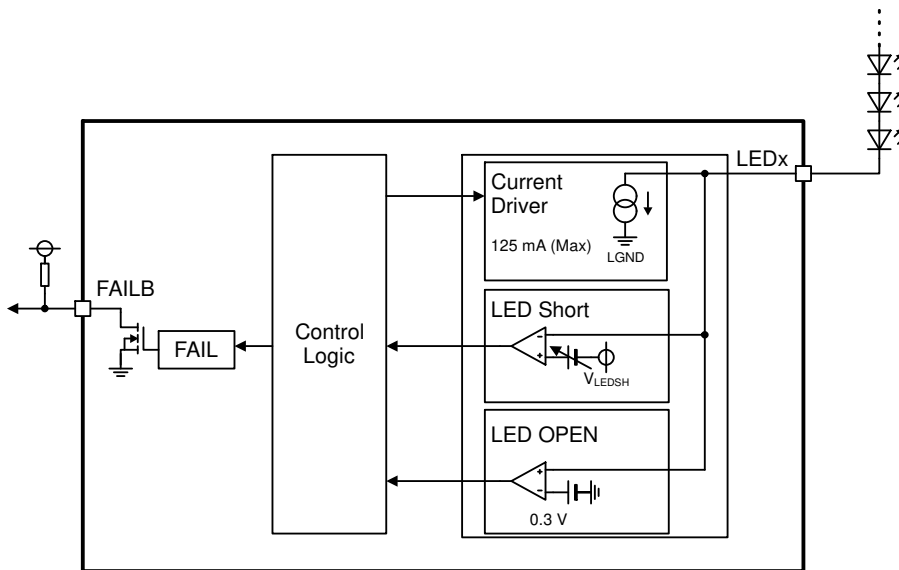 LEDx
Current
Driver
125 mA (Max)
LGND
FAILB
LED Short
-
+
VLEDSH
Control
Logic
FAIL
LED OPEN
+
-
0.3 V